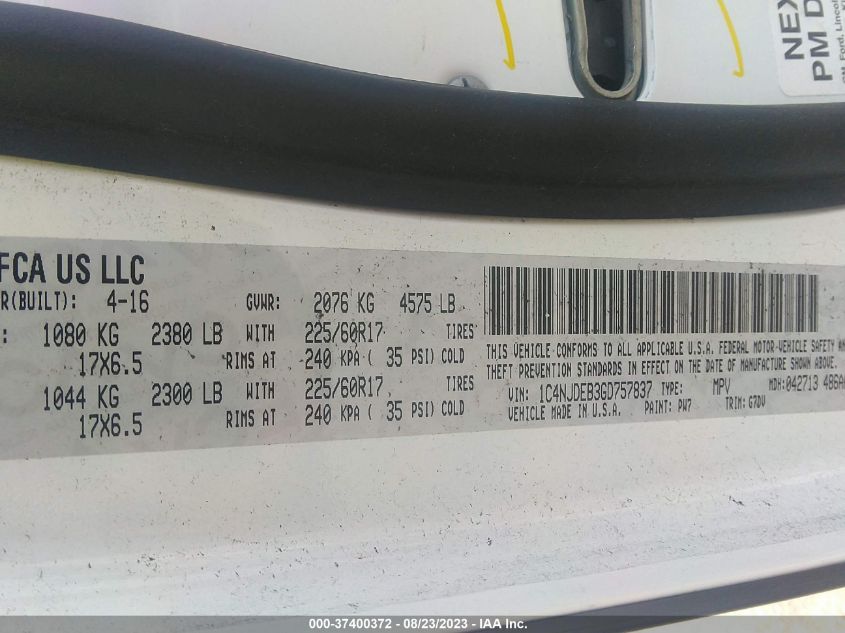 NEX
PM D
GM, Ford, Lincol
FCA US LLC
R(BUILT): 4-16 GVWR: 2076 KG 4575 LB
: 1080 KG 2380 LB WITH 225/60R17 TIRES
17X6.5 RIMS AT 240 KPA ( 35 PSI) COLD
1044 KG 2300 LB WITH 225/60R17 TIRES
17X6.5 RIMS AT 240 KPA ( 35 PSI) COLD
THIS VEHICLE CONFORMS TO ALL APPLICABLE U.S.A. FEDERAL MOTOR-VEHICLE SAFETY AN
THEFT PREVENTION STANDARDS IN EFFECT ON THE DATE OF MANUFACTURE SHOWN ABOVE.
VIN: 1C4NJDEB3GD757837 TYPE: MPV MDH:042713 486A
VEHICLE MADE IN U.S.A. PAINT: PW7 TRIM: G7DV
000-37400372 - 08/23/2023 - IAA Inc.